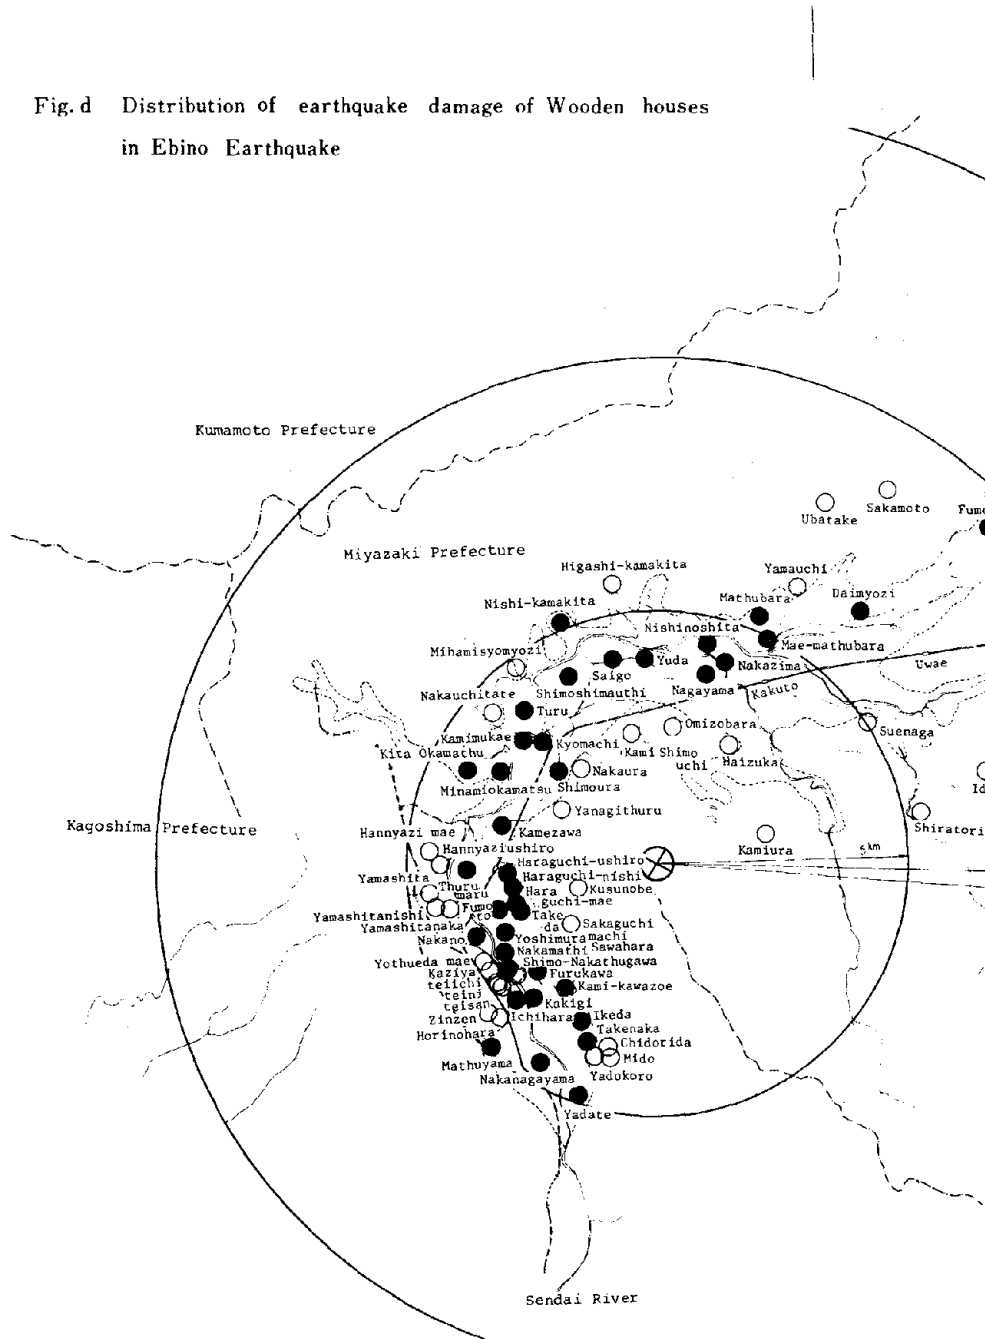 Fig. d Distribution of earthquake damage of Wooden houses
in Ebino Earthquake
Kumamoto Prefecture
Sakamoto
Ubatake
Miyazaki Prefecture
Higashi-kamakita
Yamauchi
Nishi-kamakita
Mathubara
Daimyozi
Nishinoshita
Mihamisyomyozi
Mae-mathubara
Yuda
Nakazima
Uwae
Saigo
Nakauchitate
Shimoshimauthi
Nagayama
Kakuto
Turu
Omizobara
Suenaga
Kamimukae
Kyomachi
Kami Shimo
uchi
Kita Okamathu
Haizuka
Nakaura
Minamiokamatsu
Shimoura
Yanagithuru
Shiratori
Kagoshima Prefecture
Hannyazi mae
Kamezawa
Kamiura
Hannyaziushiro
5km
Haraguchi-ushiro
Haraguchi-nishi
Yamashita
Thuru
maru
Hara
guchi-mae
Kusunobe
Fumo
to
Take
da
Yamashitanishi
Yamashitanaka
Sakaguchi
Nakano
Yoshimura
machi
Nakamathi
Sawahara
Yothueda mae
Shimo-Nakathugawa
Kaziya
Furukawa
teiichi
Kami-kawazoe
teini
teisan
Kakigi
Zinzen
Ichihara
Ikeda
Horinohara
Takenaka
Chidorida
Mido
Mathuyama
Nakanagayama
Yadokoro
Yadate
Sendai River